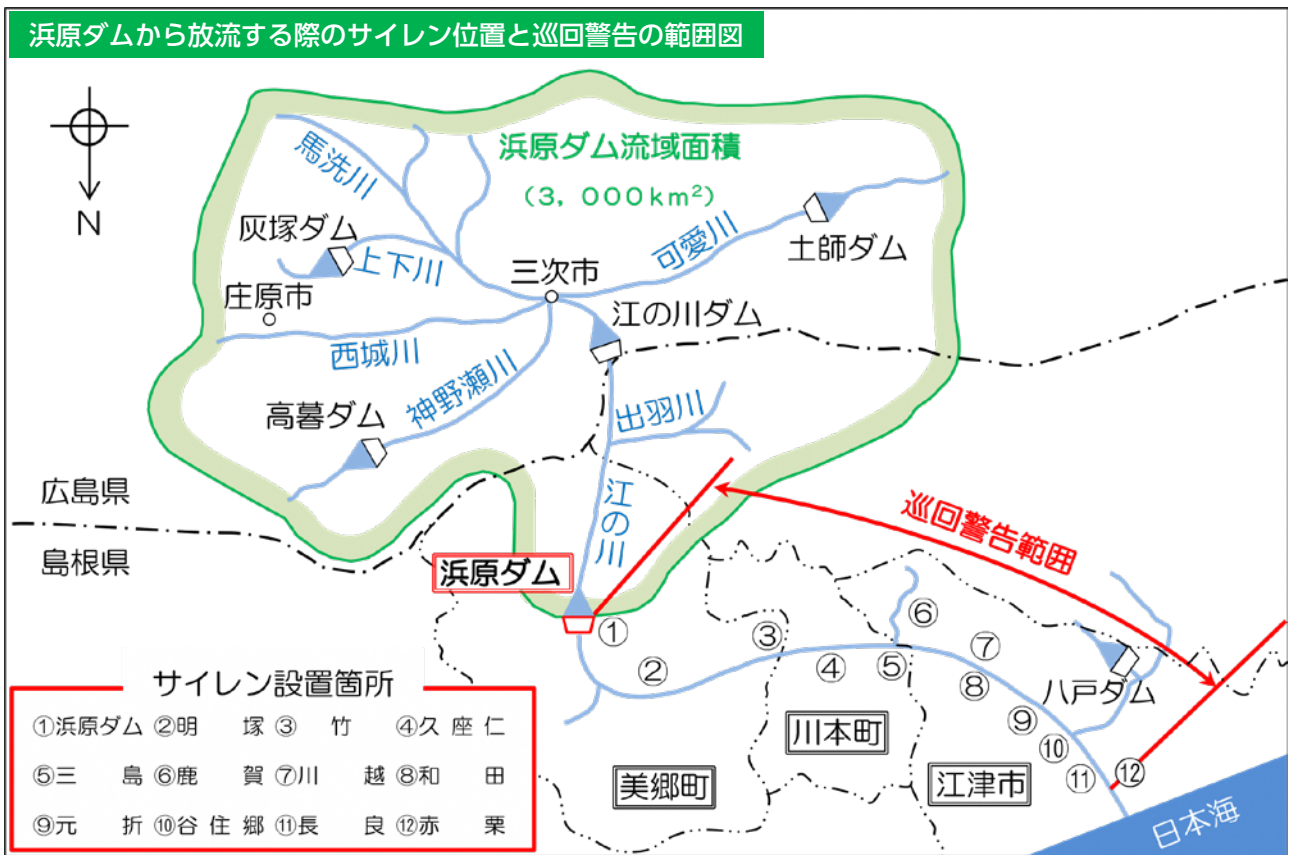 浜原ダムから放流する際のサイレン位置と巡回警告の範囲図
N
浜原ダム流域面積
(3,000km²)
馬洗川
灰塚ダム
上下川
庄原市
三次市
可愛川
土師ダム
江の川ダム
西城川
神野瀬川
高暮ダム
出羽川
江の川
広島県
島根県
浜原ダム
巡回警告範囲
①
②
③
④
⑤
⑥
⑦
⑧
⑨
⑩
⑪
⑫
八戸ダム
美郷町
川本町
江津市
日本海
サイレン設置箇所
①浜原ダム ②明 塚 ③ 竹 ④久座仁
⑤三 島 ⑥鹿 賀 ⑦川 越 ⑧和 田
⑨元 折 ⑩谷住郷 ⑪長 良 ⑫赤 栗